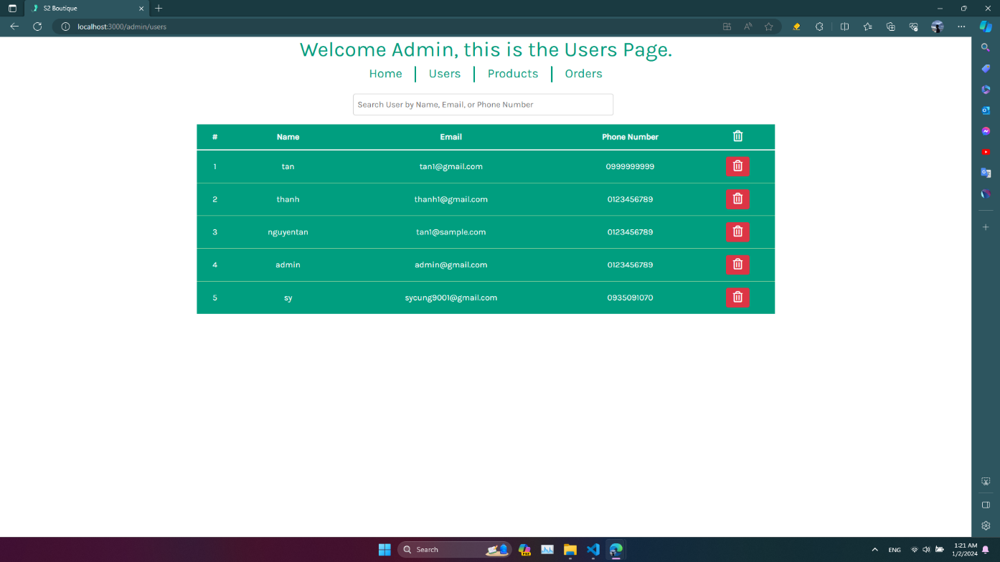 S2 Boutique
localhost:3000/admin/users
Welcome Admin, this is the Users Page.
Home Users Products Orders
Search User by Name, Email, or Phone Number
# Name Email Phone Number
1 tan tan1@gmail.com 0999999999
2 thanh thanh1@gmail.com 0123456789
3 nguyentan tan1@sample.com 0123456789
4 admin admin@gmail.com 0123456789
5 sy sycung9001@gmail.com 0935091070
Search
PRE
ENG
1:21 AM
1/2/2024